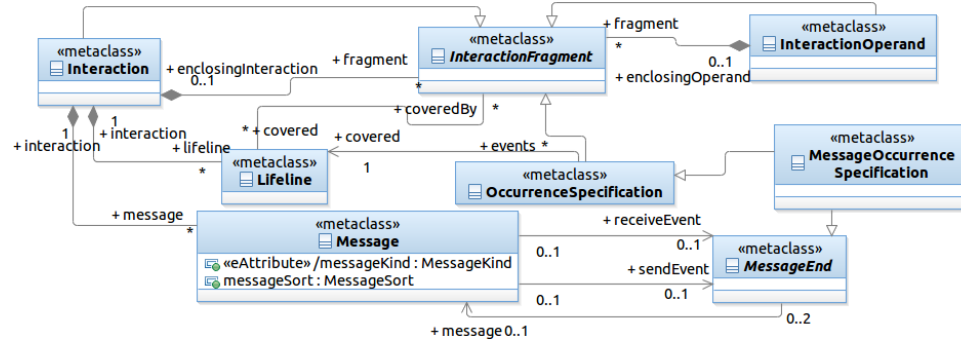 «metaclass»
Interaction
«metaclass»
InteractionFragment
+ fragment
*
0..1
+ enclosingOperand
«metaclass»
InteractionOperand
+ enclosingInteraction
0..1
+ fragment
*
+ coveredBy
*
1
+ interaction
1
+ interaction
* + covered
+ lifeline
*
«metaclass»
Lifeline
+ covered
1
+ events *
«metaclass»
OccurrenceSpecification
«metaclass»
MessageOccurrence
Specification
+ message
*
«metaclass»
Message
«eAttribute» /messageKind : MessageKind
messageSort : MessageSort
+ receiveEvent
0..1
0..1
+ sendEvent
0..1
0..1
«metaclass»
MessageEnd
+ message 0..1
0..2